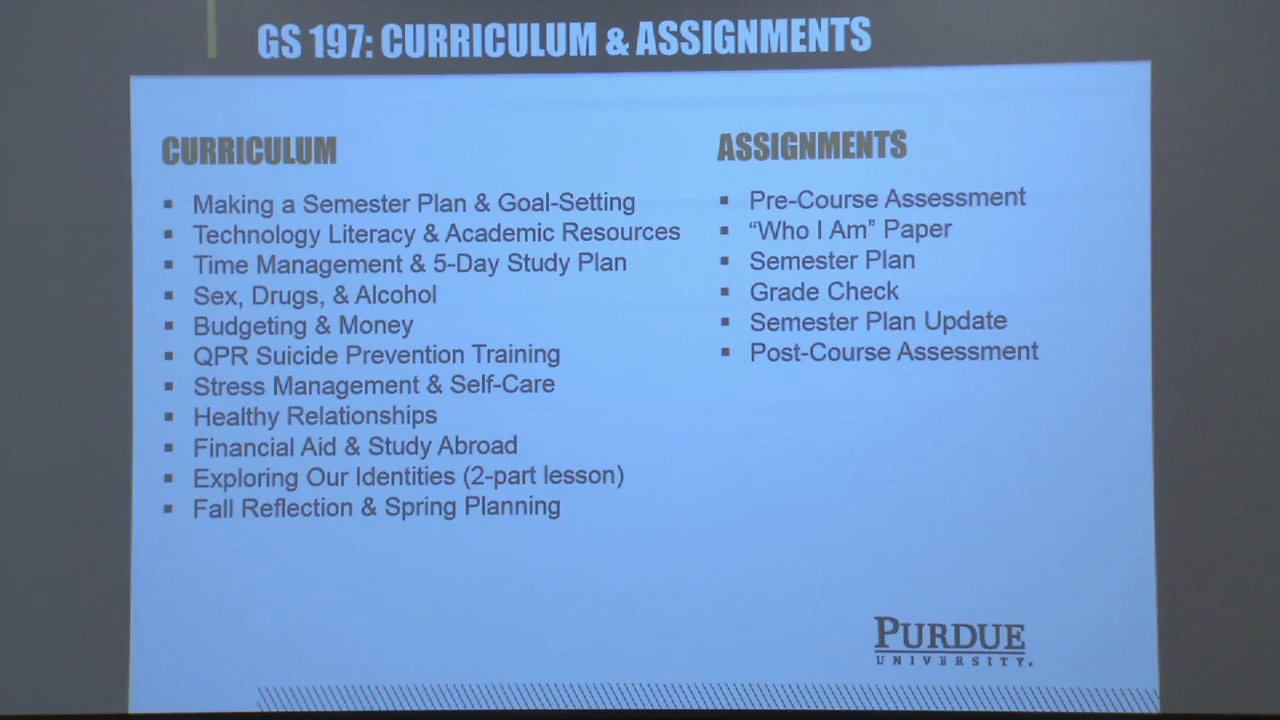 GS 197: CURRICULUM & ASSIGNMENTS
CURRICULUM
▪ Making a Semester Plan & Goal-Setting
▪ Technology Literacy & Academic Resources
▪ Time Management & 5-Day Study Plan
▪ Sex, Drugs, & Alcohol
▪ Budgeting & Money
▪ QPR Suicide Prevention Training
▪ Stress Management & Self-Care
▪ Healthy Relationships
▪ Financial Aid & Study Abroad
▪ Exploring Our Identities (2-part lesson)
▪ Fall Reflection & Spring Planning
ASSIGNMENTS
▪ Pre-Course Assessment
▪ “Who I Am” Paper
▪ Semester Plan
▪ Grade Check
▪ Semester Plan Update
▪ Post-Course Assessment
PURDUE
UNIVERSITY.